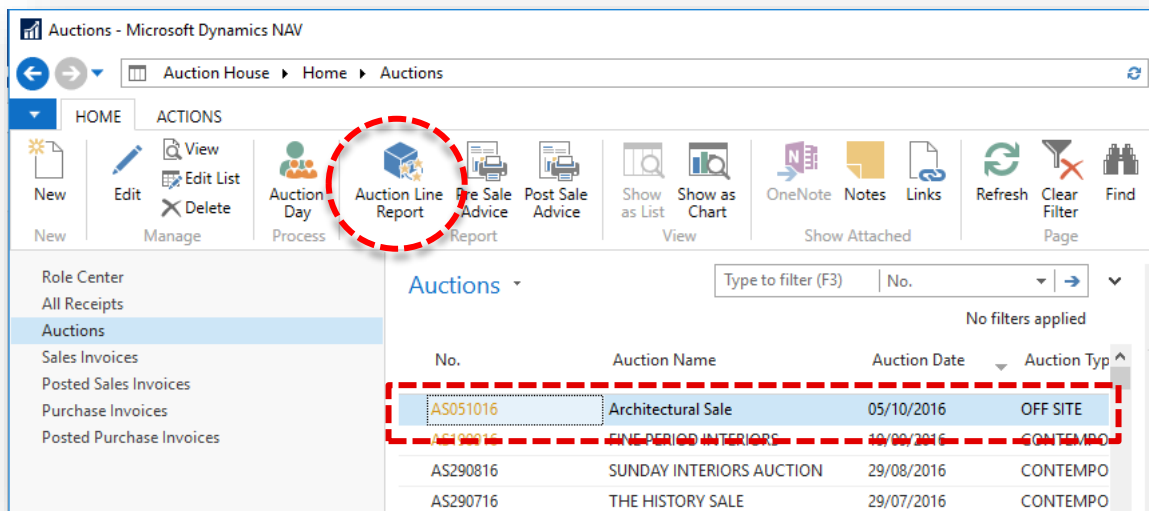 Auctions - Microsoft Dynamics NAV
Auction House Home Auctions
HOME ACTIONS
New
Edit
View
Edit List
Delete
Auction Day
Auction Line Report
Pre Sale Advice
Post Sale Advice
Show as List
Show as Chart
OneNote
Notes
Links
Refresh
Clear Filter
Find
New Manage Process Report View Show Attached Page
Role Center
All Receipts
Auctions
Sales Invoices
Posted Sales Invoices
Purchase Invoices
Posted Purchase Invoices
Auctions
Type to filter (F3) No.
No filters applied
No. Auction Name Auction Date Auction Typ
AS051016 Architectural Sale 05/10/2016 OFF SITE
FINE PERIOD INTERIORS CONTEMPO
AS290816 SUNDAY INTERIORS AUCTION 29/08/2016 CONTEMPO
AS290716 THE HISTORY SALE 29/07/2016 CONTEMPO